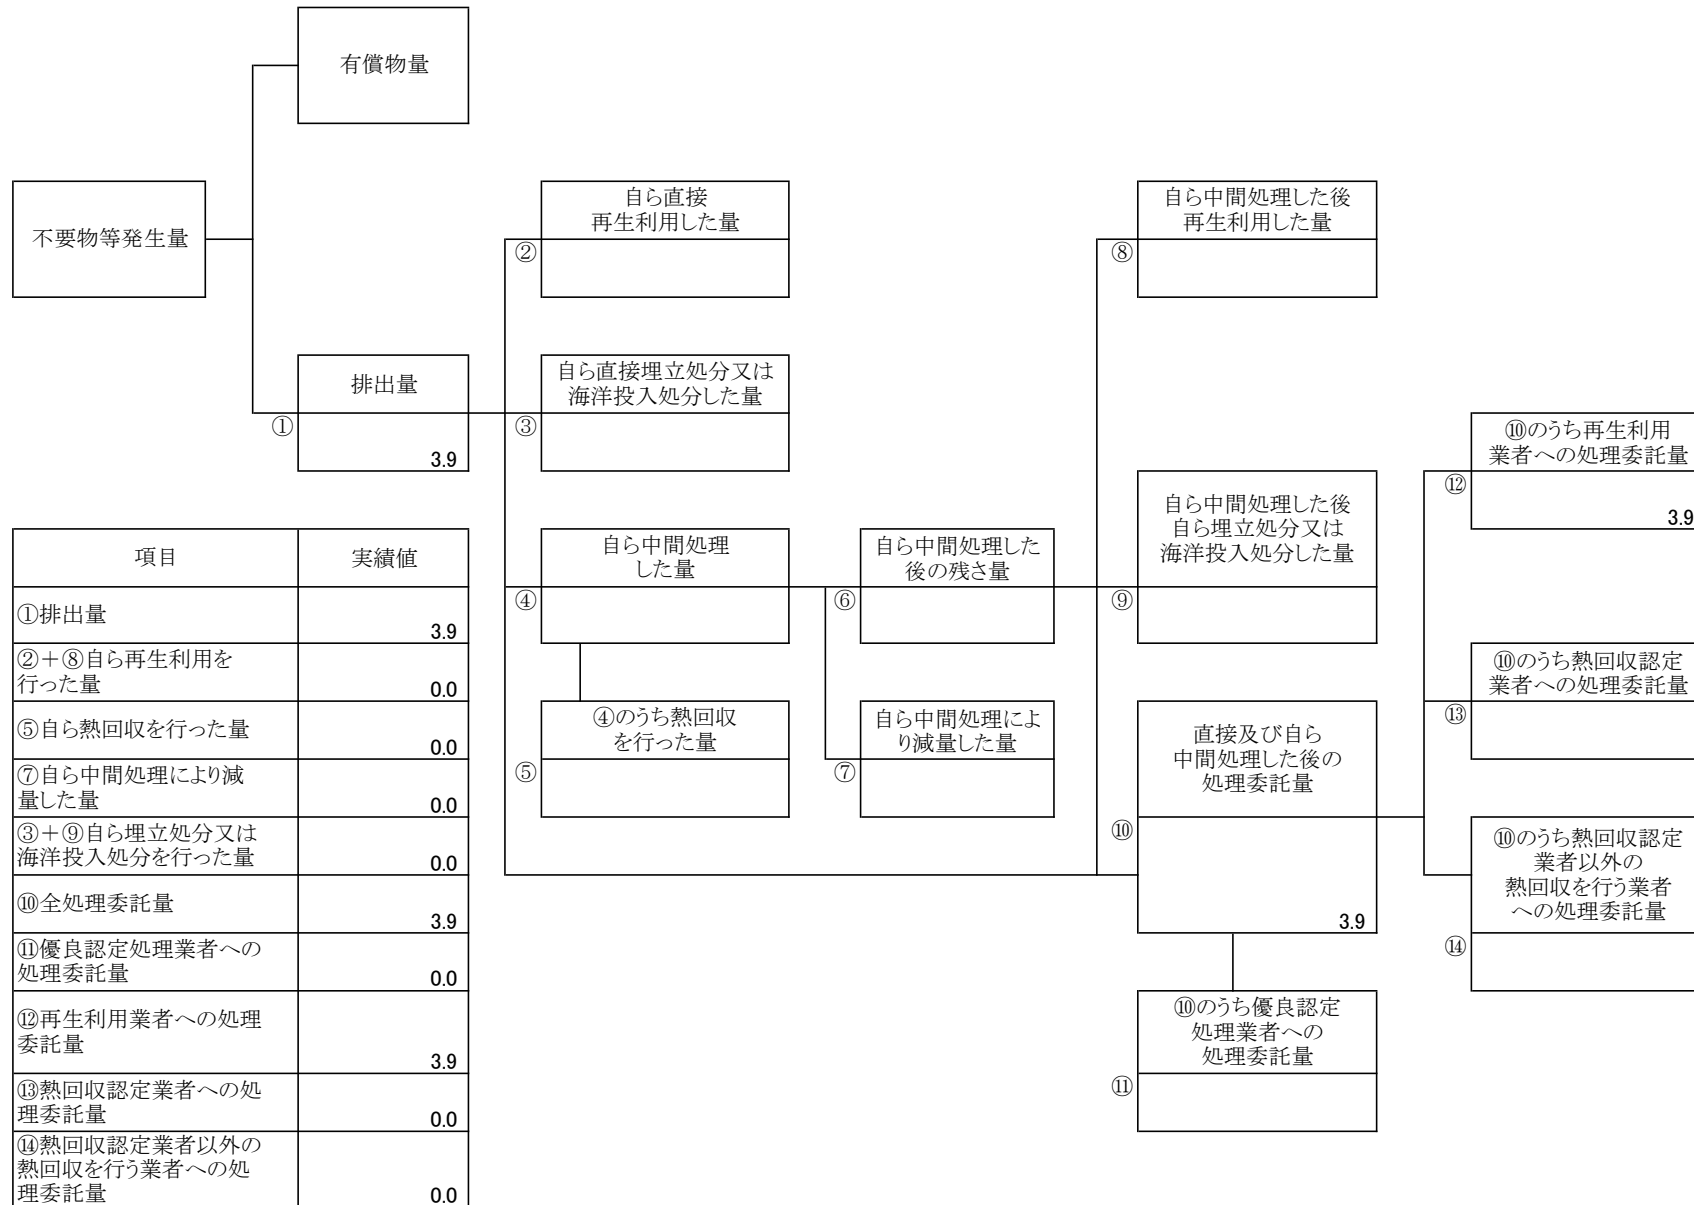 有償物量
不要物等発生量
排出量
①
3.9
自ら直接
再生利用した量
②
自ら直接埋立処分又は
海洋投入処分した量
③
自ら中間処理
した量
④
④のうち熱回収
を行った量
⑤
自ら中間処理した
後の残さ量
⑥
自ら中間処理によ
り減量した量
⑦
自ら中間処理した後
再生利用した量
⑧
自ら中間処理した後
自ら埋立処分又は
海洋投入処分した量
⑨
直接及び自ら
中間処理した後の
処理委託量
⑩
3.9
⑩のうち優良認定
処理業者への
処理委託量
⑪
⑩のうち再生利用
業者への処理委託量
⑫
3.9
⑩のうち熱回収認定
業者への処理委託量
⑬
⑩のうち熱回収認定
業者以外の
熱回収を行う業者
への処理委託量
⑭
項目 実績値
①排出量
3.9
②＋⑧自ら再生利用を
行った量
0.0
⑤自ら熱回収を行った量
0.0
⑦自ら中間処理により減
量した量
0.0
③＋⑨自ら埋立処分又は
海洋投入処分を行った量
0.0
⑩全処理委託量
3.9
⑪優良認定処理業者への
処理委託量
0.0
⑫再生利用業者への処理
委託量
3.9
⑬熱回収認定業者への処
理委託量
0.0
⑭熱回収認定業者以外の
熱回収を行う業者への処
理委託量
0.0